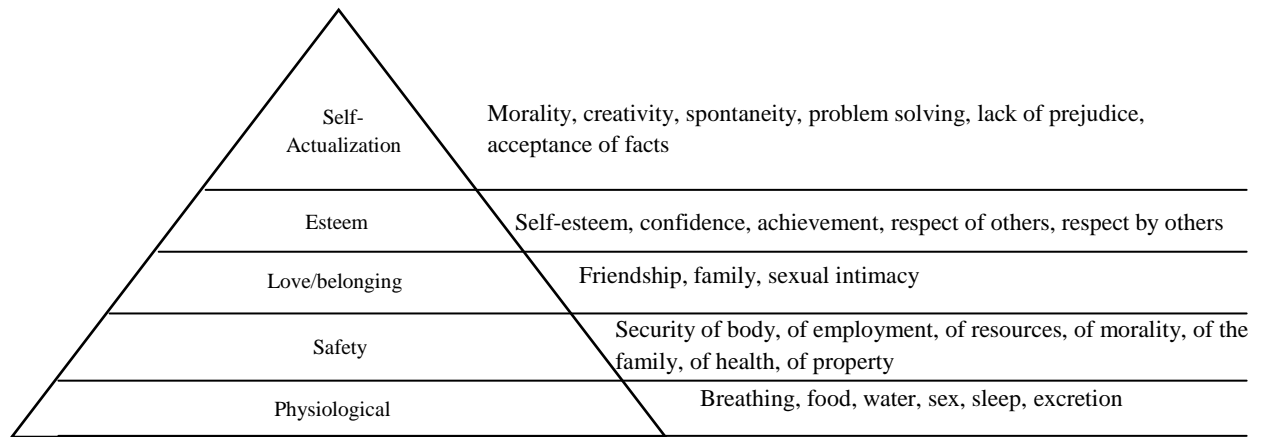 Self-
Actualization
Morality, creativity, spontaneity, problem solving, lack of prejudice,
acceptance of facts
Esteem
Self-esteem, confidence, achievement, respect of others, respect by others
Love/belonging
Friendship, family, sexual intimacy
Safety
Security of body, of employment, of resources, of morality, of the
family, of health, of property
Physiological
Breathing, food, water, sex, sleep, excretion